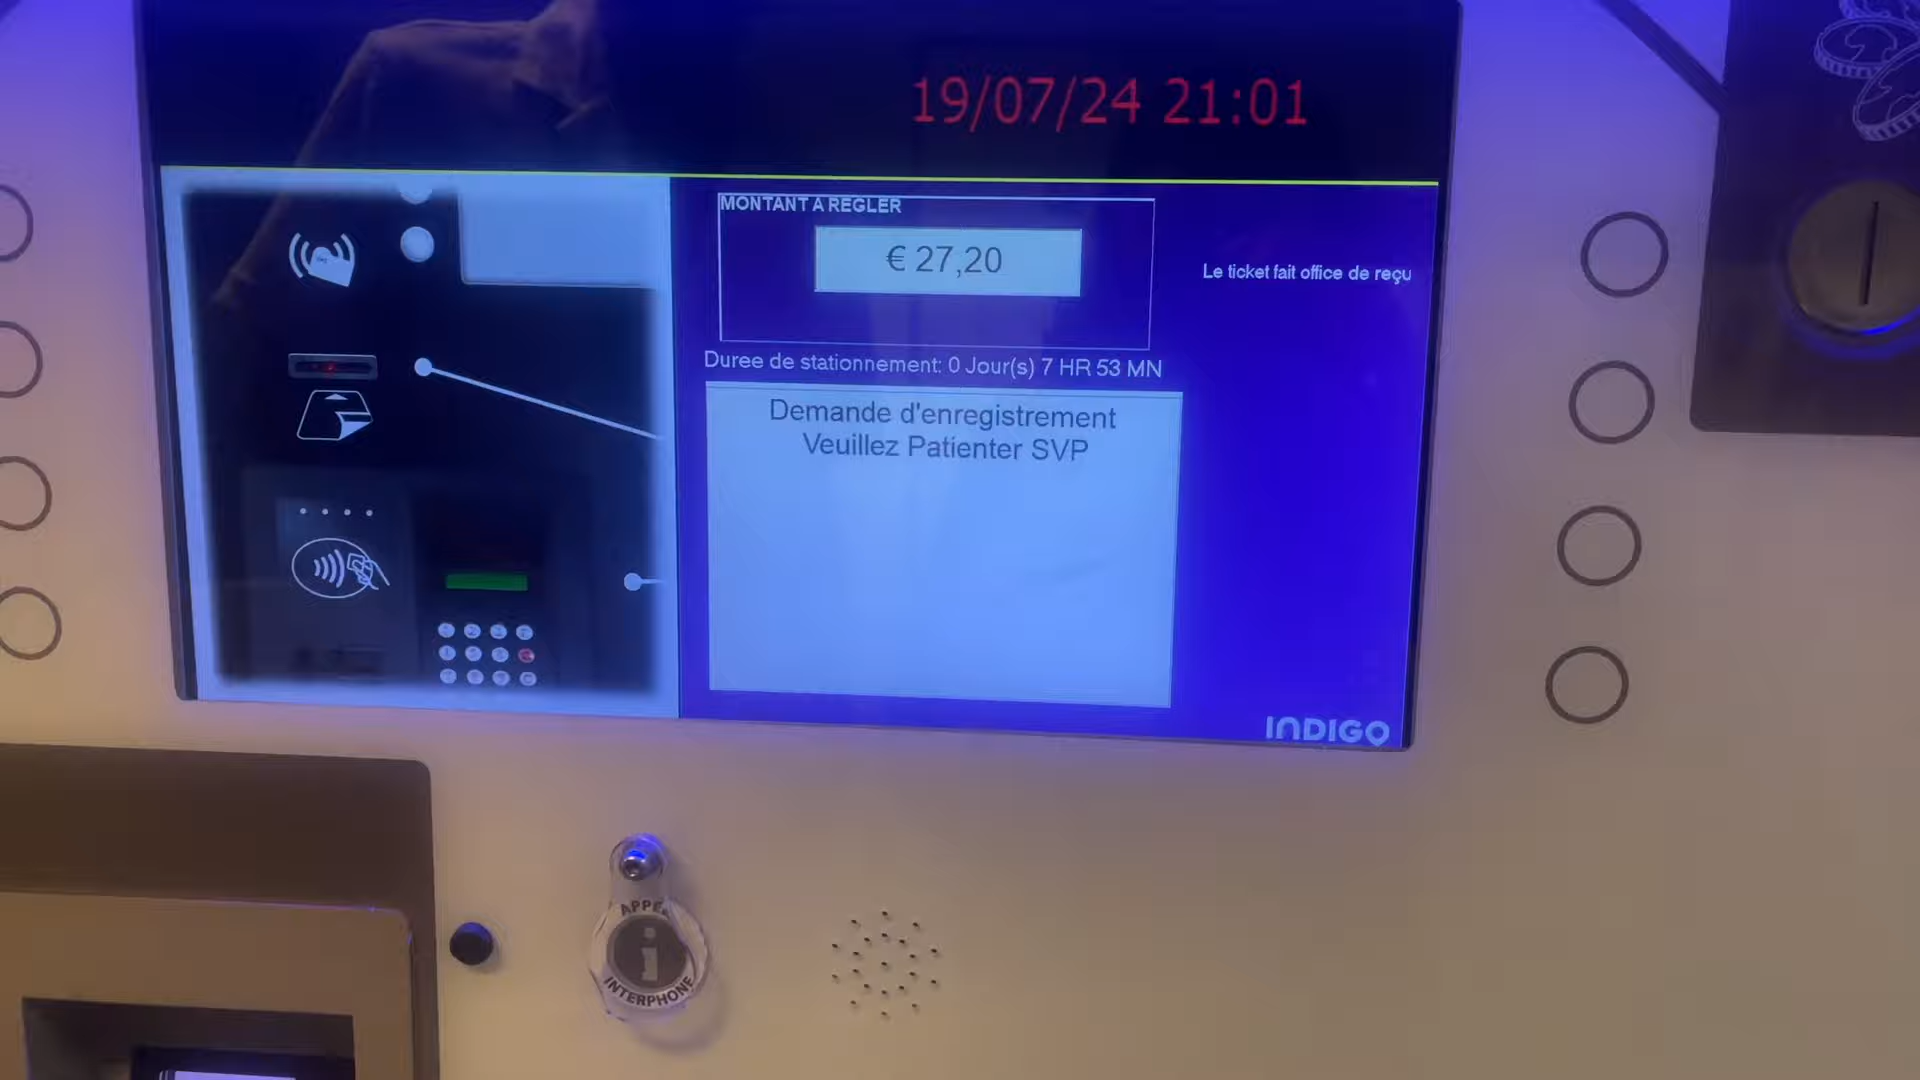 19/07/24 21:01
MONTANT A REGLER
€ 27,20
Le ticket fait office de reçu
Duree de stationnement: 0 Jour(s) 7 HR 53 MN
Demande d'enregistrement
Veuillez Patienter SVP
INDIGO
APPEL
INTERPHONE